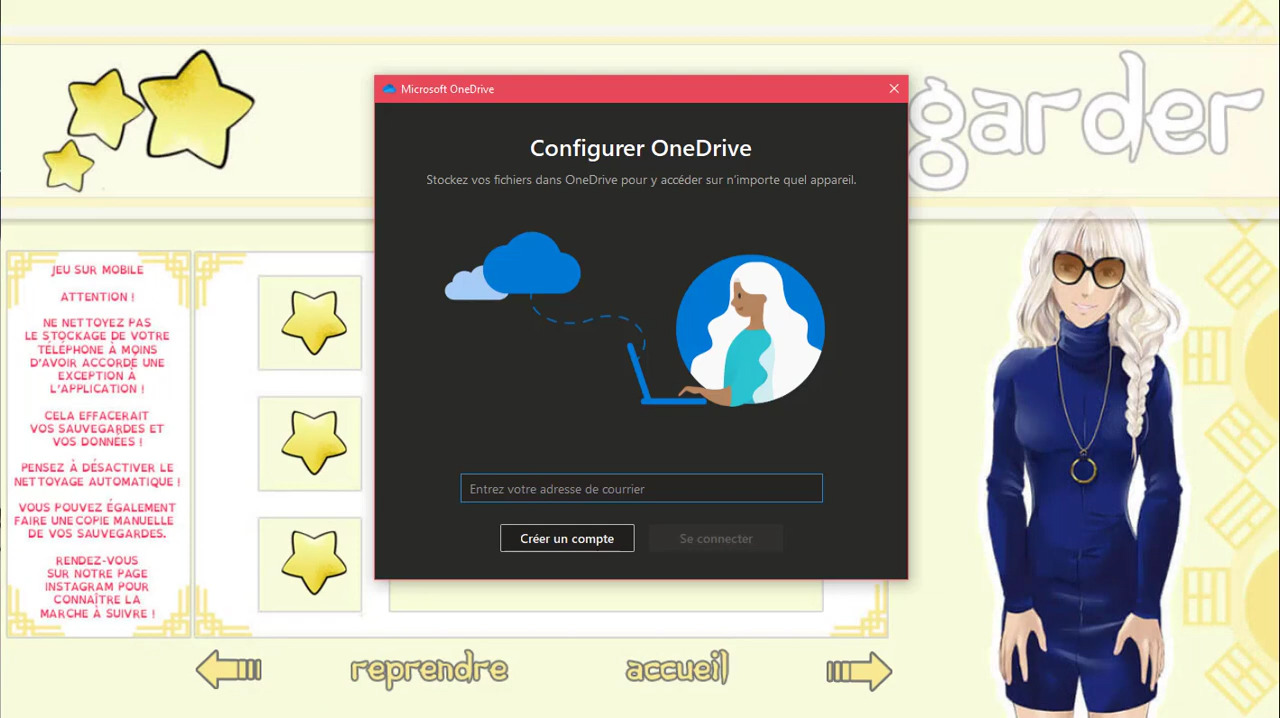 garder
Microsoft OneDrive
Configurer OneDrive
Stockez vos fichiers dans OneDrive pour y accéder sur n'importe quel appareil.
Entrez votre adresse de courrier
Créer un compte
Se connecter
JEU SUR MOBILE
ATTENTION !
NE NETTOYEZ PAS
LE STOCKAGE DE VOTRE
TÉLÉPHONE À MOINS
D'AVOIR ACCORDÉ UNE
EXCEPTION À
L'APPLICATION !
CELA EFFACERAIT
VOS SAUVEGARDES ET
VOS DONNÉES !
PENSEZ À DÉSACTIVER LE
NETTOYAGE AUTOMATIQUE !
VOUS POUVEZ ÉGALEMENT
FAIRE UNE COPIE MANUELLE
DE VOS SAUVEGARDES.
RENDEZ-VOUS
SUR NOTRE PAGE
INSTAGRAM POUR
CONNAÎTRE LA
MARCHE À SUIVRE !
reprendre
accueil